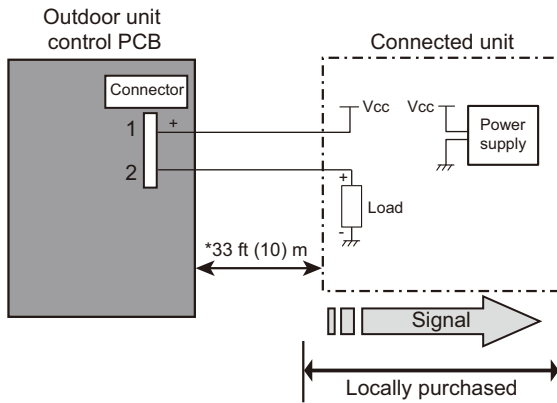 Outdoor unit
control PCB
Connected unit
Connector
1
+
2
Vcc
Vcc
Power
supply
+
Load
-
*33 ft (10) m
Signal
Locally purchased